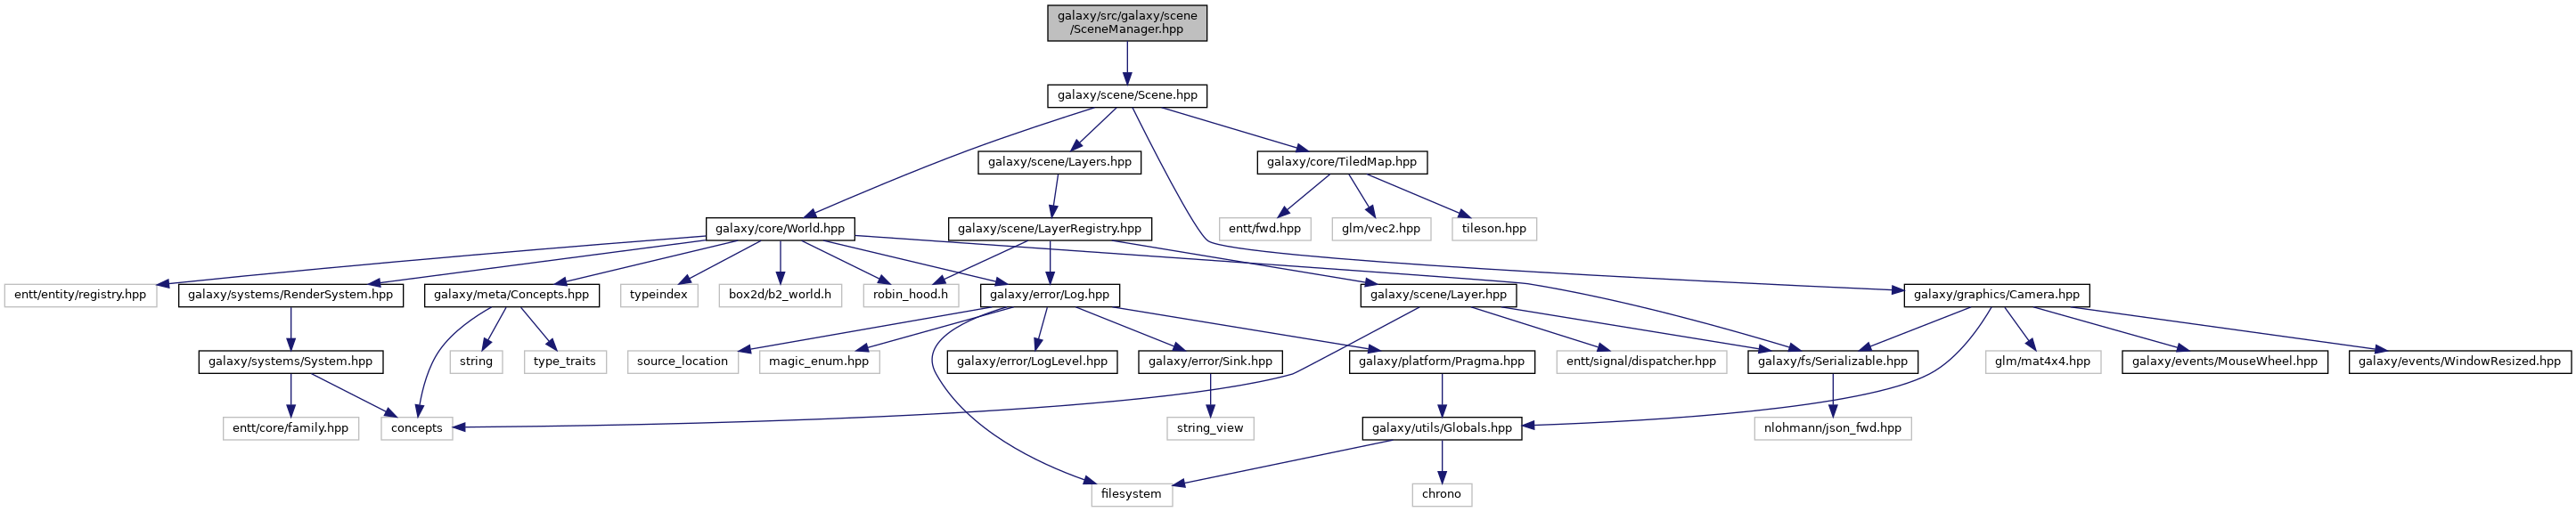 galaxy/src/galaxy/scene
/SceneManager.hpp
galaxy/scene/Scene.hpp
galaxy/scene/Layers.hpp
galaxy/core/TiledMap.hpp
galaxy/core/World.hpp
galaxy/scene/LayerRegistry.hpp
entt/fwd.hpp
glm/vec2.hpp
tileson.hpp
entt/entity/registry.hpp
galaxy/systems/RenderSystem.hpp
galaxy/meta/Concepts.hpp
typeindex
box2d/b2_world.h
robin_hood.h
galaxy/error/Log.hpp
galaxy/scene/Layer.hpp
galaxy/graphics/Camera.hpp
galaxy/systems/System.hpp
string
type_traits
source_location
magic_enum.hpp
galaxy/error/LogLevel.hpp
galaxy/error/Sink.hpp
galaxy/platform/Pragma.hpp
entt/signal/dispatcher.hpp
galaxy/fs/Serializable.hpp
glm/mat4x4.hpp
galaxy/events/MouseWheel.hpp
galaxy/events/WindowResized.hpp
entt/core/family.hpp
concepts
string_view
galaxy/utils/Globals.hpp
nlohmann/json_fwd.hpp
filesystem
chrono